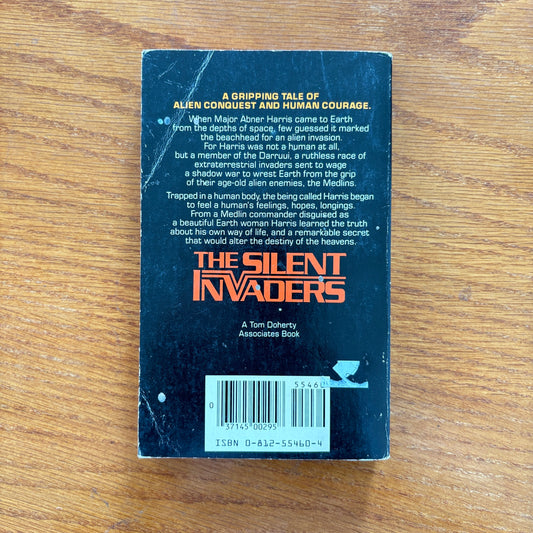 A GRIPPING TALE OF
ALIEN CONQUEST AND HUMAN COURAGE.
When Major Abner Harris came to Earth
from the depths of space, few guessed it marked
the beachhead for an alien invasion.
For Harris was not a human at all,
but a member of the Darruui, a ruthless race of
extraterrestrial invaders sent to wage
a shadow war to wrest Earth from the grip
of their age-old alien enemies, the Medlins.
Trapped in a human body, the being called Harris began
to feel a human's feelings, hopes, longings.
From a Medlin commander disguised as
a beautiful Earth woman Harris learned the truth
about his own way of life, and a remarkable secret
that would alter the destiny of the heavens.
THE SILENT
INVADERS
A Tom Doherty
Associates Book
5546
0
37145 00295
ISBN 0-812-55460-4